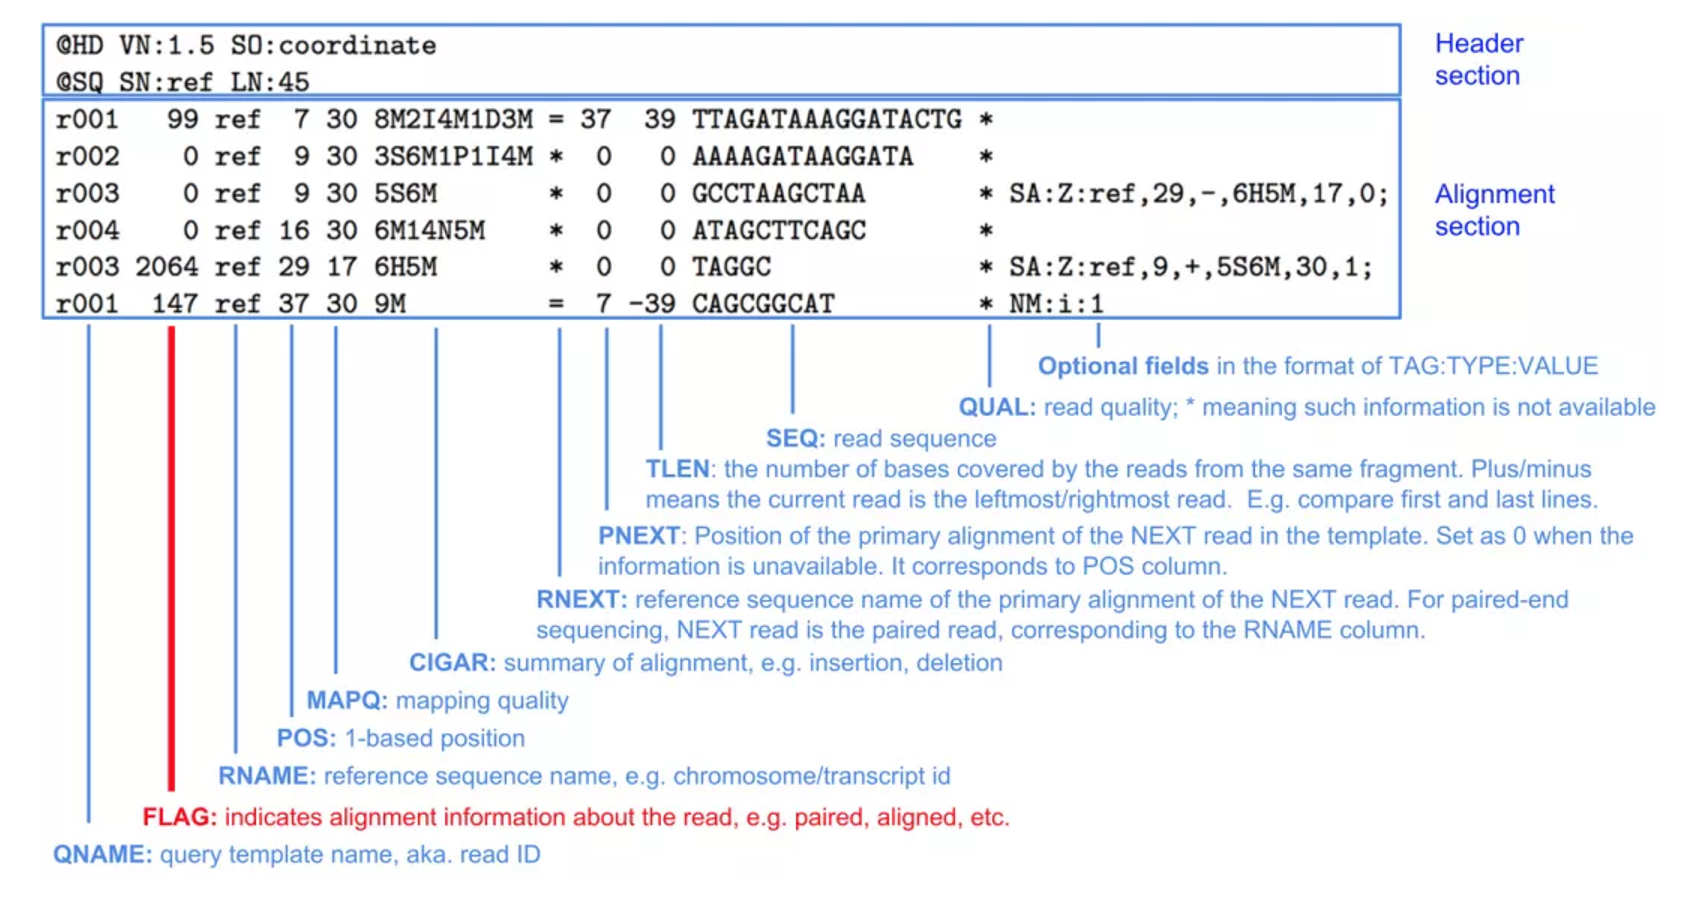 @HD VN:1.5 SO:coordinate
@SQ SN:ref LN:45
Header
section
r001 99 ref 7 30 8M2I4M1D3M = 37 39 TTAGATAAAGGATACTG *
r002 0 ref 9 30 3S6M1P1I4M * 0 0 AAAAGATAAGGATA *
r003 0 ref 9 30 5S6M * 0 0 GCCTAAGCTAA * SA:Z:ref,29,-,6H5M,17,0;
r004 0 ref 16 30 6M14N5M * 0 0 ATAGCTTCAGC *
r003 2064 ref 29 17 6H5M * 0 0 TAGGC * SA:Z:ref,9,+,5S6M,30,1;
r001 147 ref 37 30 9M = 7 -39 CAGCGGCAT * NM:i:1
Alignment
section
Optional fields in the format of TAG:TYPE:VALUE
QUAL: read quality; * meaning such information is not available
SEQ: read sequence
TLEN: the number of bases covered by the reads from the same fragment. Plus/minus
means the current read is the leftmost/rightmost read. E.g. compare first and last lines.
PNEXT: Position of the primary alignment of the NEXT read in the template. Set as 0 when the
information is unavailable. It corresponds to POS column.
RNEXT: reference sequence name of the primary alignment of the NEXT read. For paired-end
sequencing, NEXT read is the paired read, corresponding to the RNAME column.
CIGAR: summary of alignment, e.g. insertion, deletion
MAPQ: mapping quality
POS: 1-based position
RNAME: reference sequence name, e.g. chromosome/transcript id
FLAG: indicates alignment information about the read, e.g. paired, aligned, etc.
QNAME: query template name, aka. read ID